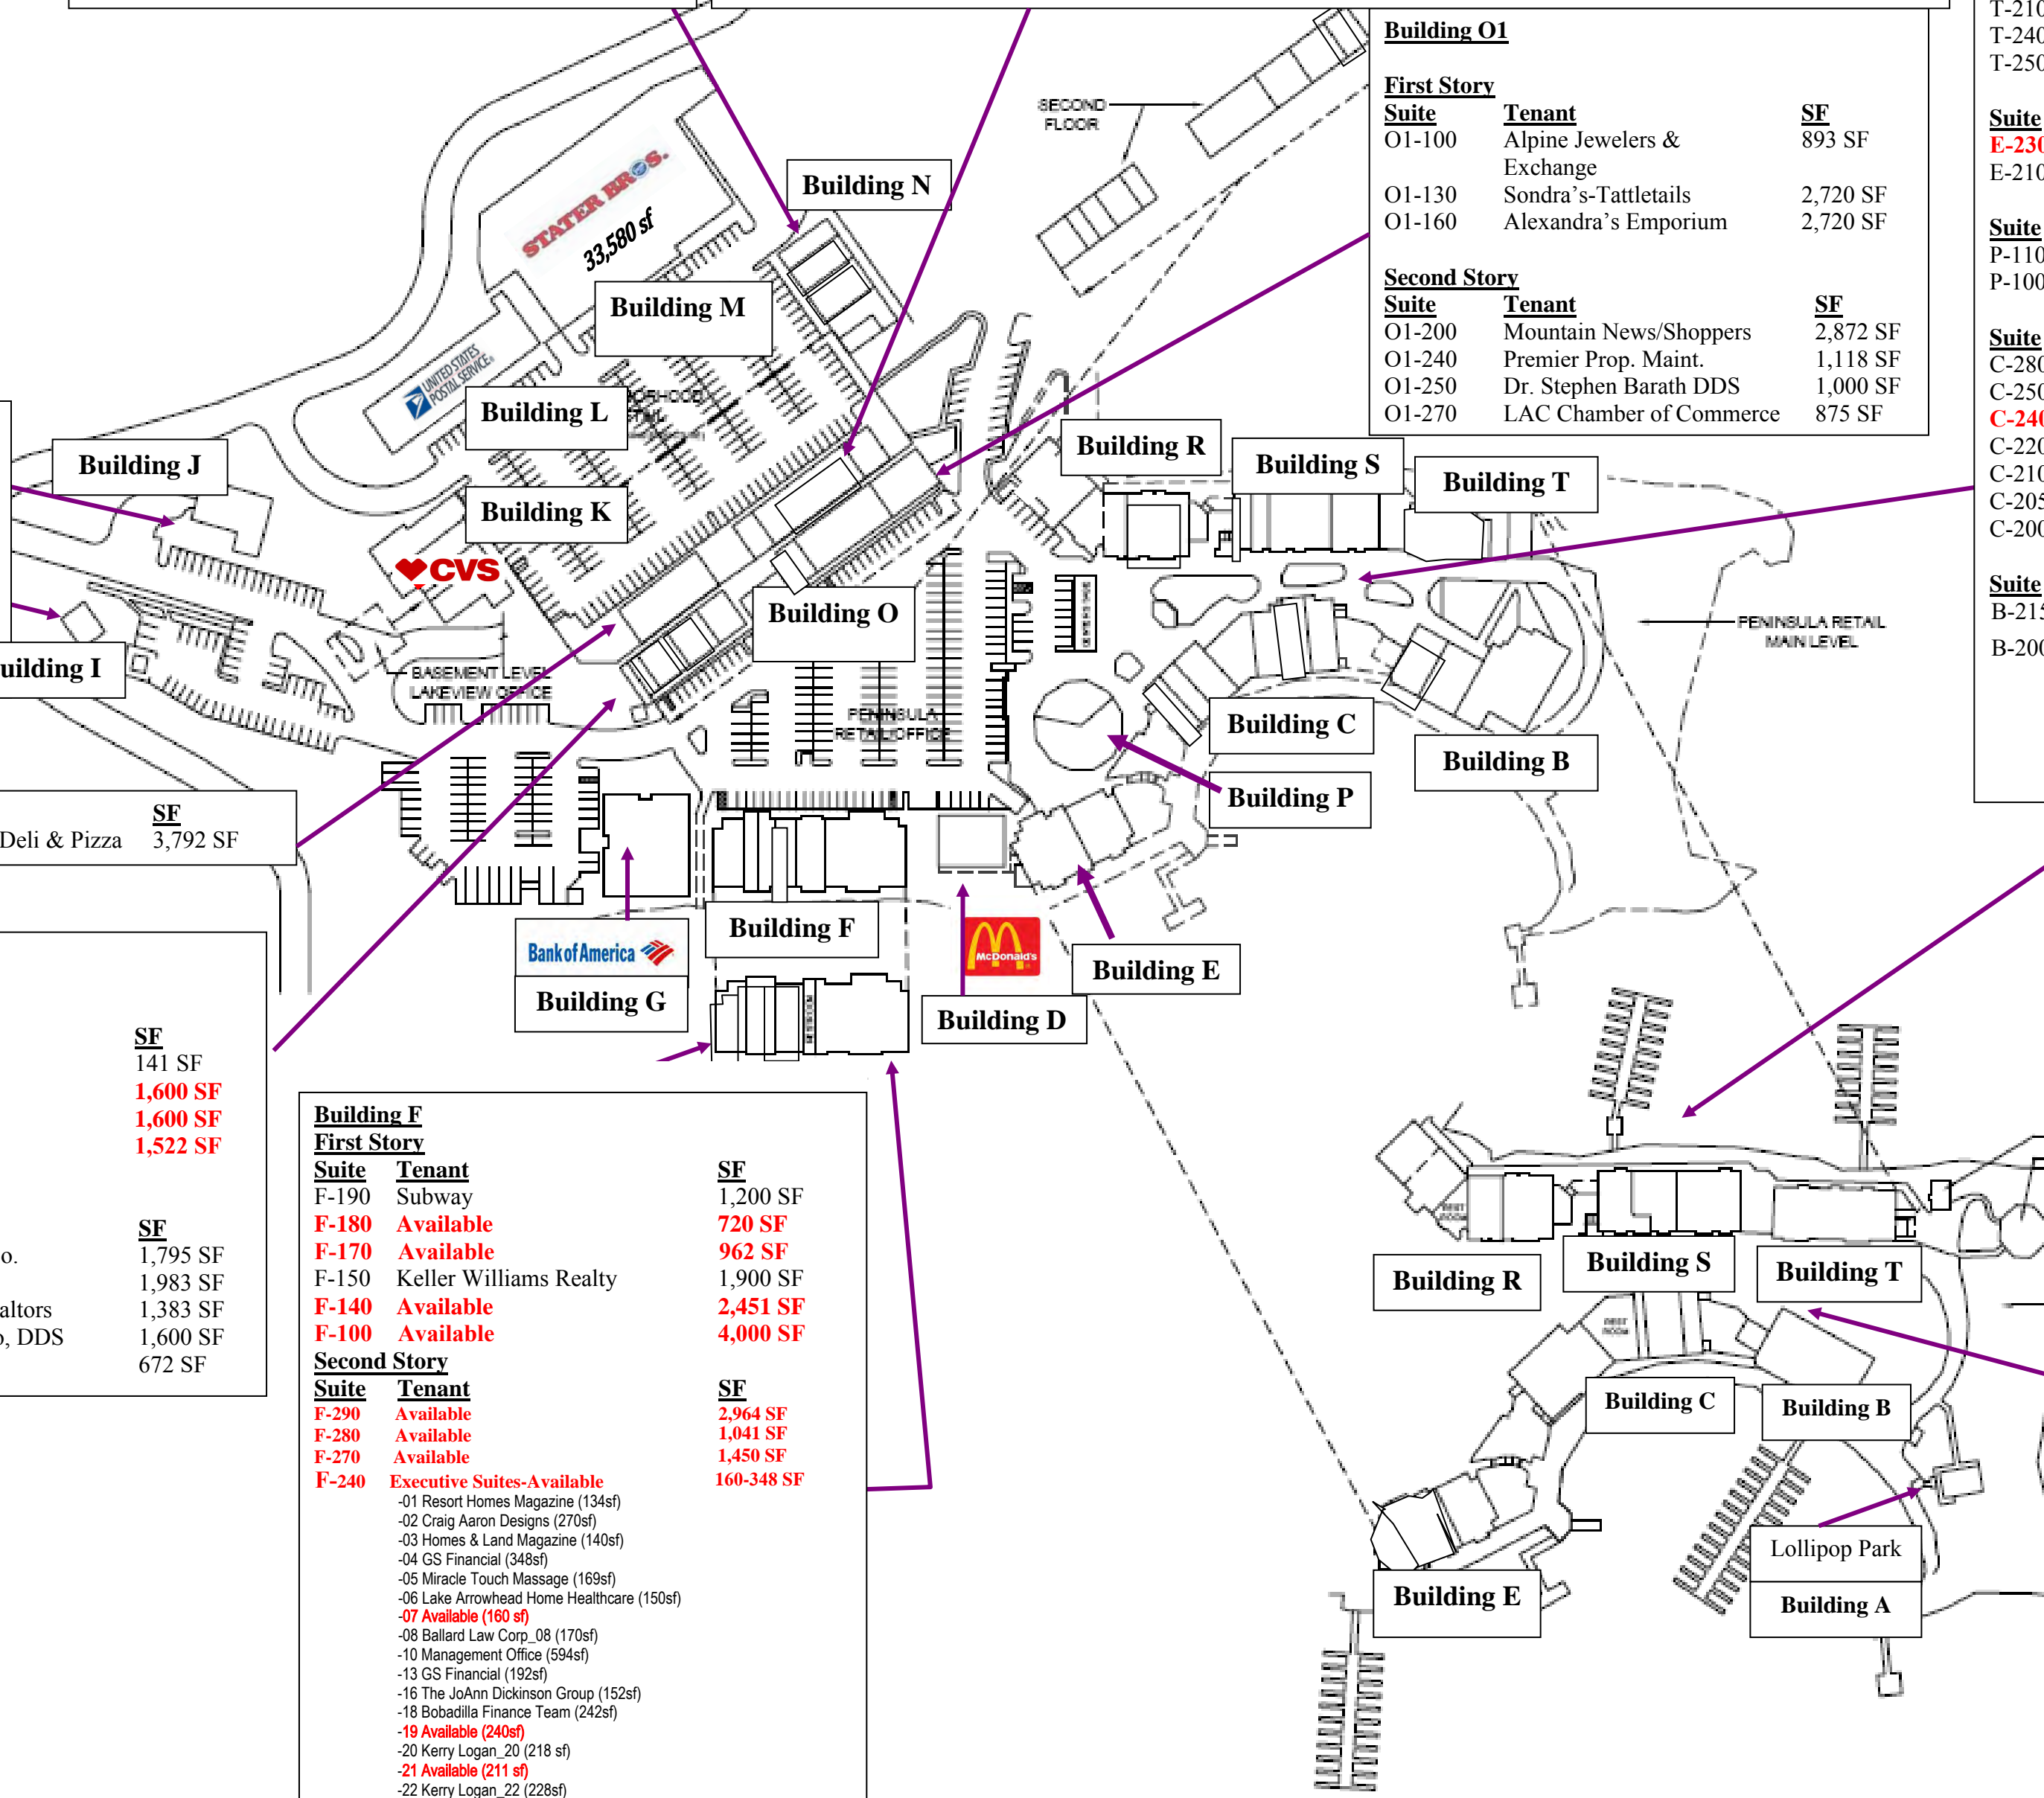 Building O1
First Story
Suite Tenant SF
O1-100 Alpine Jewelers & Exchange 893 SF
O1-130 Sondra's-Tattletails 2,720 SF
O1-160 Alexandra's Emporium 2,720 SF
Second Story
Suite Tenant SF
O1-200 Mountain News/Shoppers 2,872 SF
O1-240 Premier Prop. Maint. 1,118 SF
O1-250 Dr. Stephen Barath DDS 1,000 SF
O1-270 LAC Chamber of Commerce 875 SF
T-210
T-240
T-250
Suite
E-230
E-210
Suite
P-110
P-100
Suite
C-280
C-250
C-240
C-220
C-210
C-205
C-200
Suite
B-215
B-200
SECOND
FLOOR
STATER BROS.
33,580 sf
Building N
Building M
UNITED STATES
POSTAL SERVICE®
Building L
Building J
Building K
CVS
Building R
Building S
Building T
Building O
uilding I
BASEMENT LEVEL
LAKEVIEW OFFICE
PENINSULA
RETAIL/OFFICE
PENINSULA RETAIL
MAIN LEVEL
Building C
Building B
Building P
SF
Deli & Pizza 3,792 SF
Building F
Bank of America
Building G
McDonald's
Building E
Building D
SF
141 SF
1,600 SF
1,600 SF
1,522 SF
SF
o. 1,795 SF
1,983 SF
altors 1,383 SF
o, DDS 1,600 SF
672 SF
Building F
First Story
Suite Tenant SF
F-190 Subway 1,200 SF
F-180 Available 720 SF
F-170 Available 962 SF
F-150 Keller Williams Realty 1,900 SF
F-140 Available 2,451 SF
F-100 Available 4,000 SF
Second Story
Suite Tenant SF
F-290 Available 2,964 SF
F-280 Available 1,041 SF
F-270 Available 1,450 SF
F-240 Executive Suites-Available 160-348 SF
-01 Resort Homes Magazine (134sf)
-02 Craig Aaron Designs (270sf)
-03 Homes & Land Magazine (140sf)
-04 GS Financial (348sf)
-05 Miracle Touch Massage (169sf)
-06 Lake Arrowhead Home Healthcare (150sf)
-07 Available (160 sf)
-08 Ballard Law Corp_08 (170sf)
-10 Management Office (594sf)
-13 GS Financial (192sf)
-16 The JoAnn Dickinson Group (152sf)
-18 Bobadilla Finance Team (242sf)
-19 Available (240sf)
-20 Kerry Logan_20 (218 sf)
-21 Available (211 sf)
-22 Kerry Logan_22 (228sf)
REST
ROOM
Building R
Building S
Building T
REST
ROOM
Building C
Building B
Building E
Lollipop Park
Building A